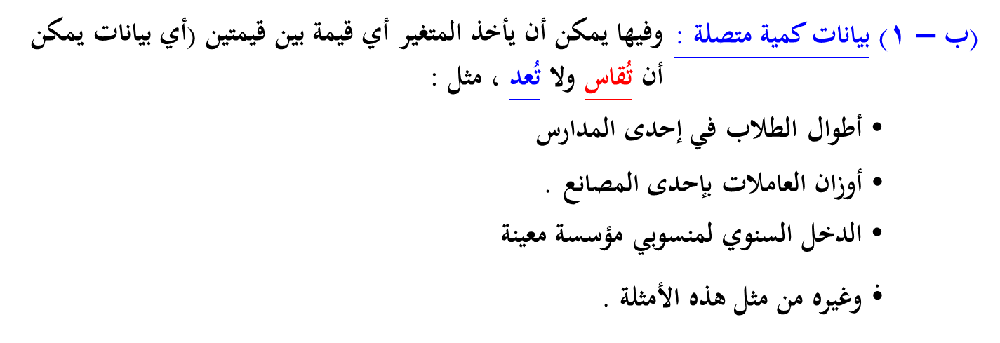 (ب – ١) بيانات كمية متصلة : وفيها يمكن أن يأخذ المتغير أي قيمة بين قيمتين (أي بيانات يمكن
أن تُقاس ولا تُعد ، مثل :
• أطوال الطلاب في إحدى المدارس
• أوزان العاملات بإحدى المصانع .
• الدخل السنوي لمنسوبي مؤسسة معينة
• وغيره من مثل هذه الأمثلة .